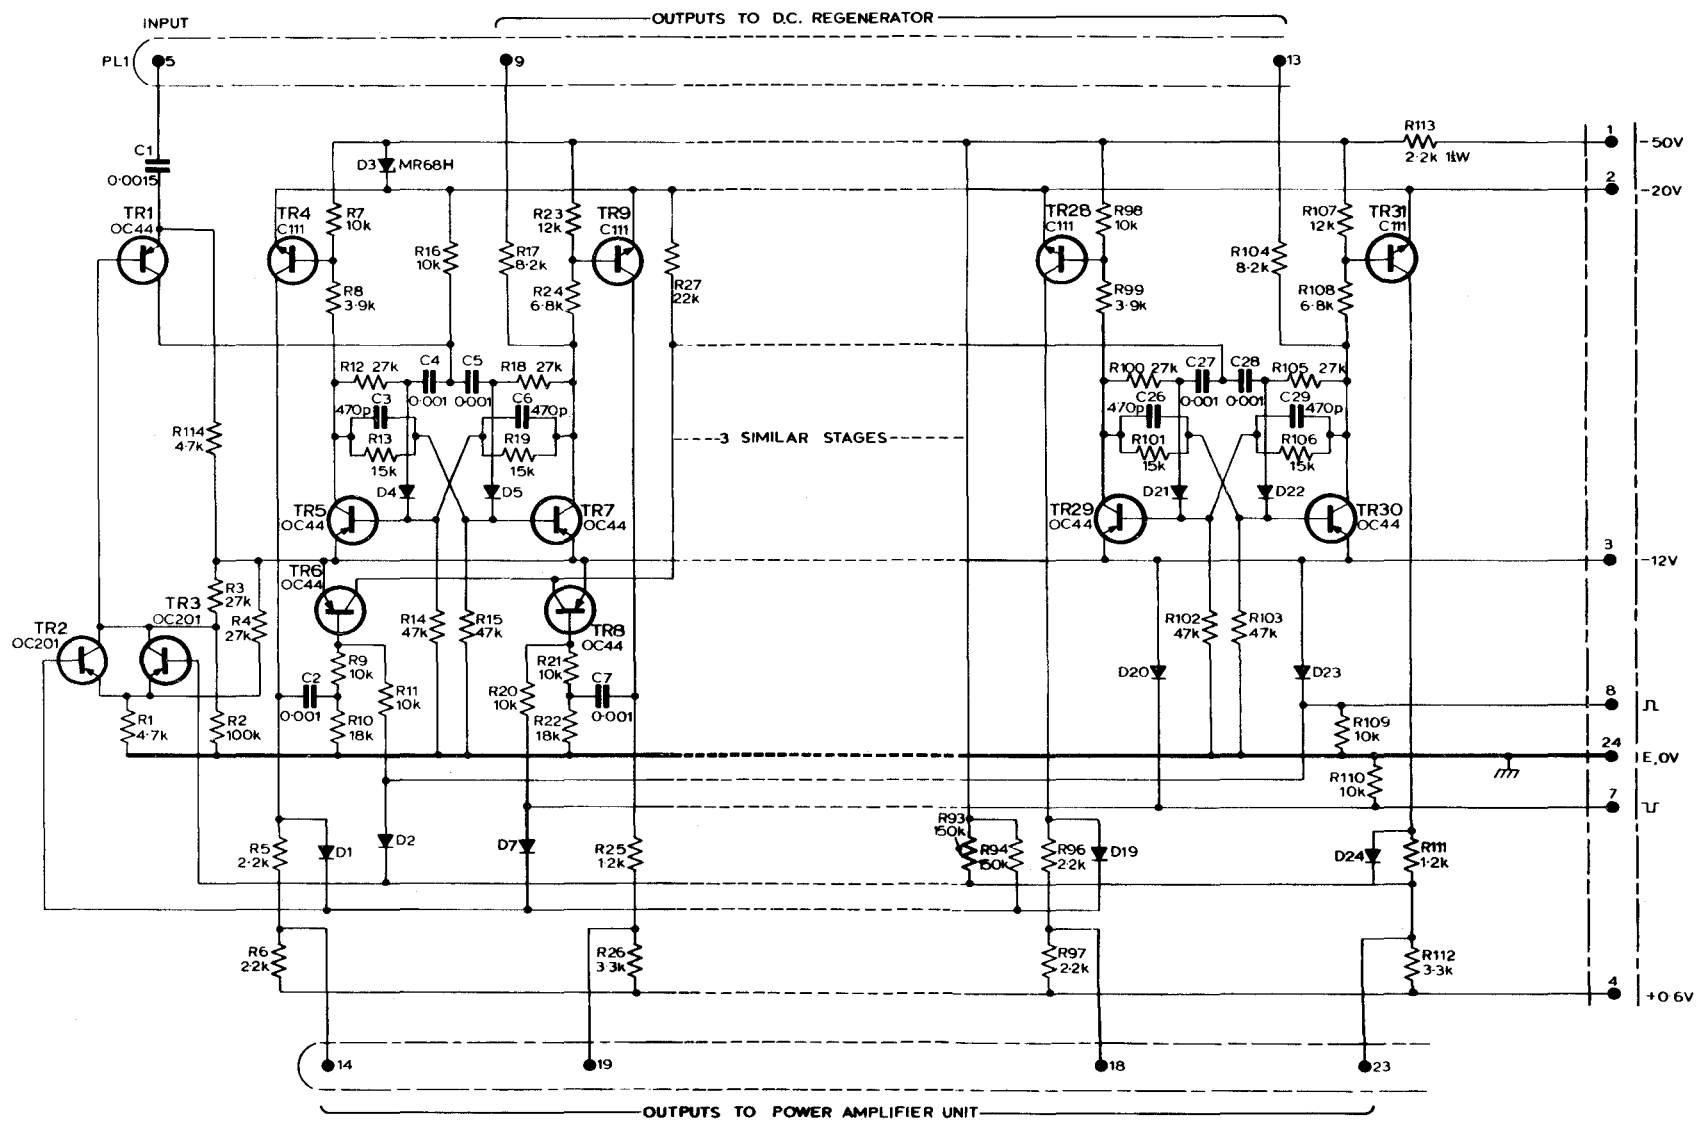 OUTPUTS TO D.C. REGENERATOR
INPUT
PL1
5
9
13
C1
0·0015
D3
MR68H
R113
2·2k 1½W
1
-50V
2
-20V
TR1
OC44
TR4
C111
R7
10k
R16
10k
R17
8·2k
R23
12k
TR9
C111
R8
3·9k
R24
6·8k
R27
22k
TR28
C111
R98
10k
R99
3·9k
R104
8·2k
R107
12k
TR31
C111
R108
6·8k
R114
4·7k
R12 27k
C4
0·001
C5
0·001
R18 27k
C3
470p
R13
15k
C6
470p
R19
15k
D4
D5
TR5
OC44
TR7
OC44
3 SIMILAR STAGES
R100 27k
C27
0·001
C28
0·001
R105 27k
C26
470p
R101
15k
C29
470p
R106
15k
D21
D22
TR29
OC44
TR30
OC44
3
-12V
R3
27k
R4
27k
TR3
OC201
TR2
OC201
TR6
OC44
TR8
OC44
R14
47k
R15
47k
R102
47k
R103
47k
R9
10k
R11
10k
C2
0·001
R10
18k
R20
10k
R21
10k
C7
0·001
R22
18k
R1
4·7k
R2
100k
D20
D23
8
R109
10k
24
E,0V
R110
10k
7
R5
2·2k
D1
D2
D7
R25
1·2k
R93
150k
R94
150k
R96
2·2k
D19
D24
R111
1·2k
R6
2·2k
R26
3·3k
R97
2·2k
R112
3·3k
4
+0·6V
14
19
18
23
OUTPUTS TO POWER AMPLIFIER UNIT